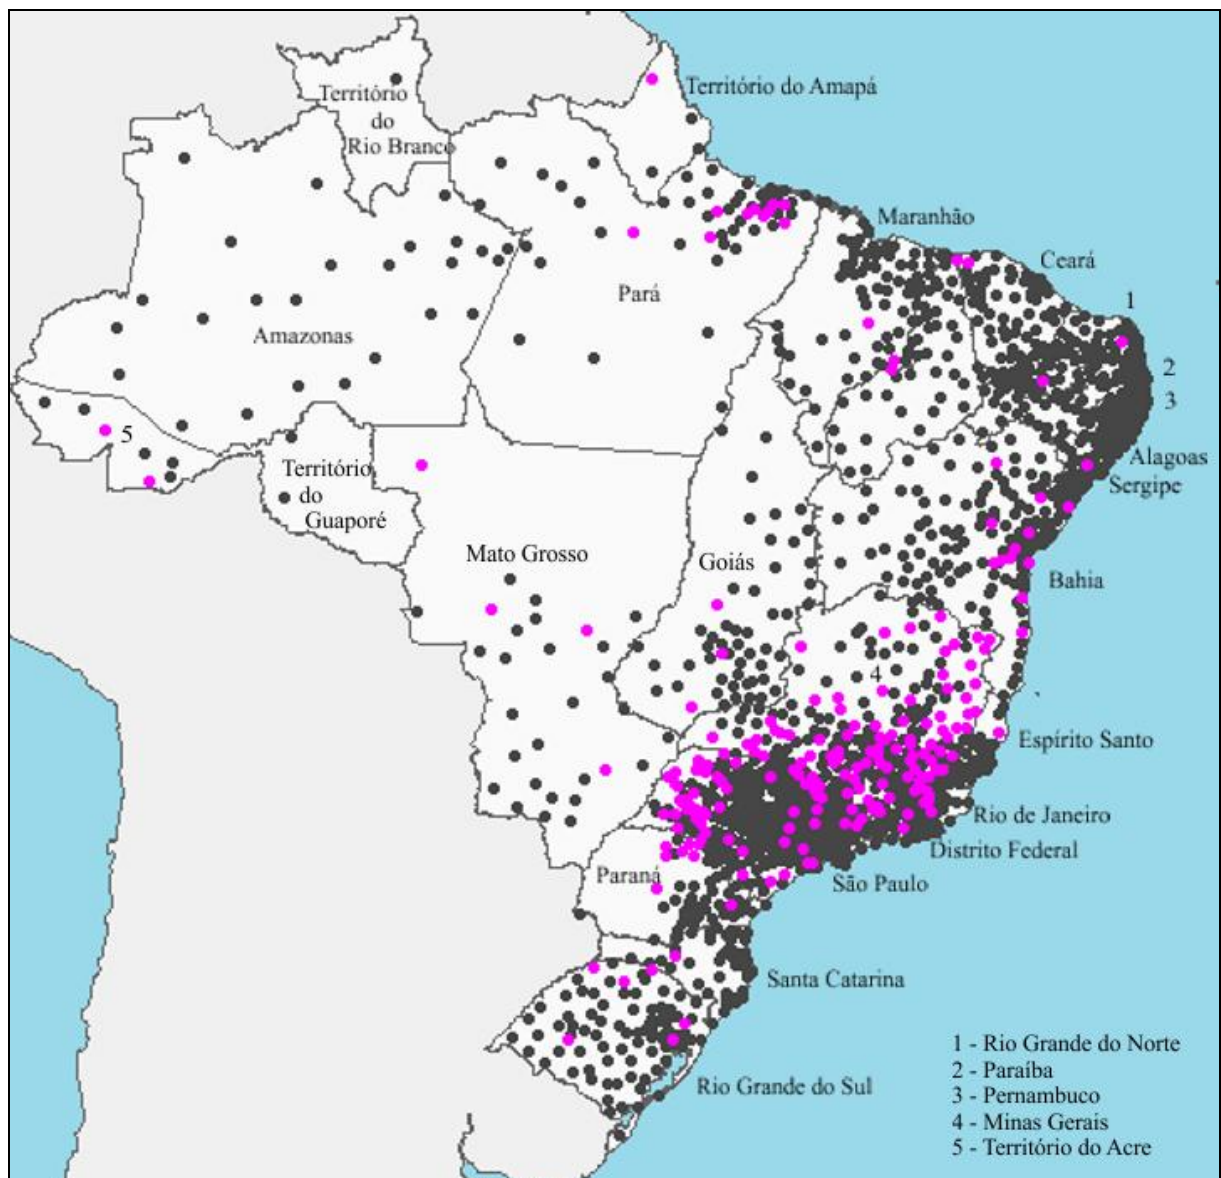 Território
do
Rio Branco
Território do Amapá
Maranhão
Ceará
1
Pará
Amazonas
2
3
5
Alagoas
Sergipe
Território
do
Guaporé
Mato Grosso
Goiás
Bahia
4
Espírito Santo
Rio de Janeiro
Distrito Federal
Paraná
São Paulo
Santa Catarina
Rio Grande do Sul
1 - Rio Grande do Norte
2 - Paraíba
3 - Pernambuco
4 - Minas Gerais
5 - Território do Acre